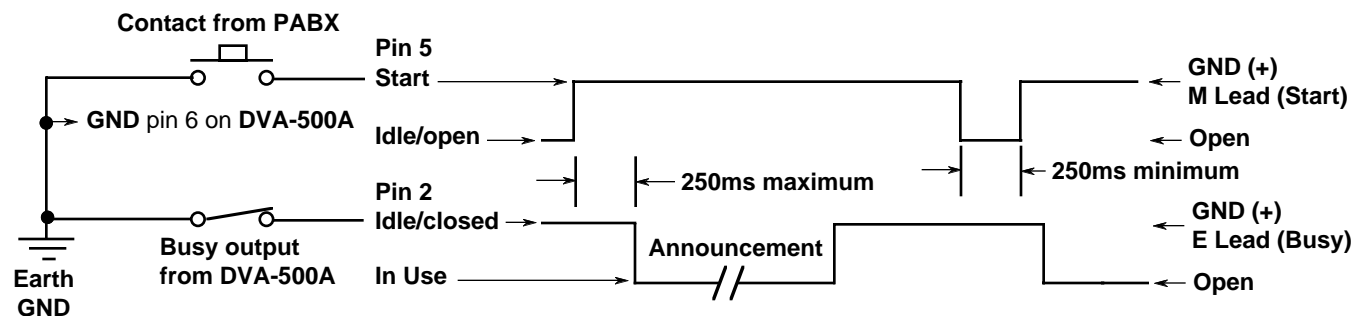 Contact from PABX
Pin 5
Start
GND (+)
M Lead (Start)
GND pin 6 on DVA-500A
Idle/open
Open
250ms maximum
250ms minimum
Pin 2
Idle/closed
GND (+)
E Lead (Busy)
Busy output
from DVA-500A
Announcement
In Use
Open
Earth
GND